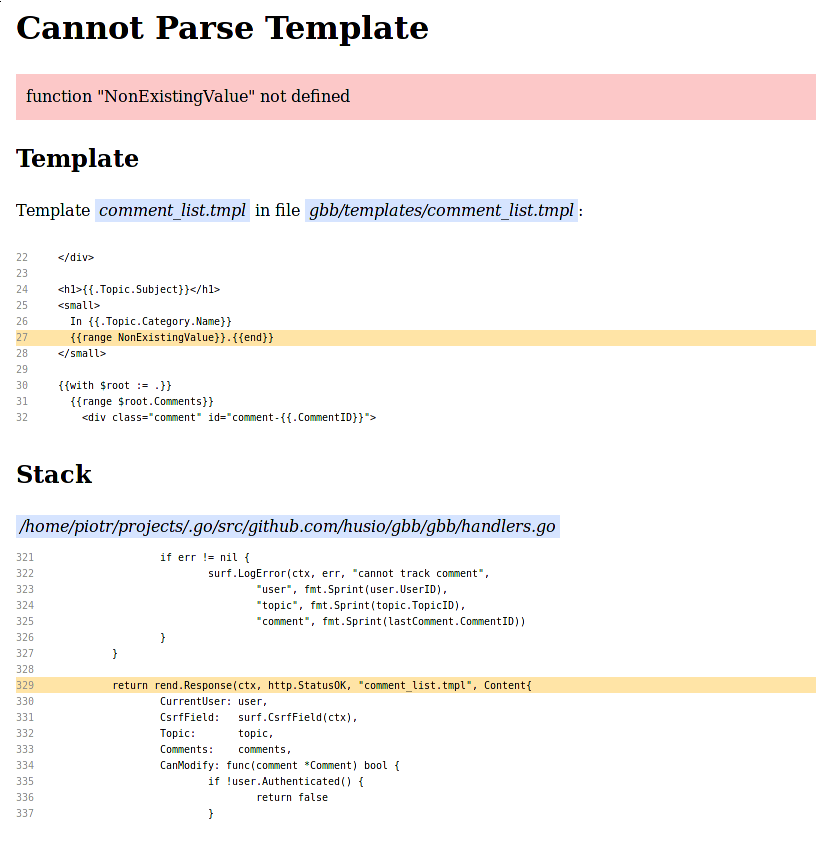 Cannot Parse Template
function "NonExistingValue" not defined
Template
Template comment_list.tmpl in file gbb/templates/comment_list.tmpl:
22     </div>
23
24     <h1>{{.Topic.Subject}}</h1>
25     <small>
26       In {{.Topic.Category.Name}}
27       {{range NonExistingValue}}.{{end}}
28     </small>
29
30     {{with $root := .}}
31       {{range $root.Comments}}
32         <div class="comment" id="comment-{{.CommentID}}">
Stack
/home/piotr/projects/.go/src/github.com/husio/gbb/gbb/handlers.go
321                     if err != nil {
322                             surf.LogError(ctx, err, "cannot track comment",
323                                     "user", fmt.Sprint(user.UserID),
324                                     "topic", fmt.Sprint(topic.TopicID),
325                                     "comment", fmt.Sprint(lastComment.CommentID))
326                     }
327             }
328
329             return rend.Response(ctx, http.StatusOK, "comment_list.tmpl", Content{
330                     CurrentUser: user,
331                     CsrfField:   surf.CsrfField(ctx),
332                     Topic:       topic,
333                     Comments:    comments,
334                     CanModify: func(comment *Comment) bool {
335                             if !user.Authenticated() {
336                                     return false
337                             }